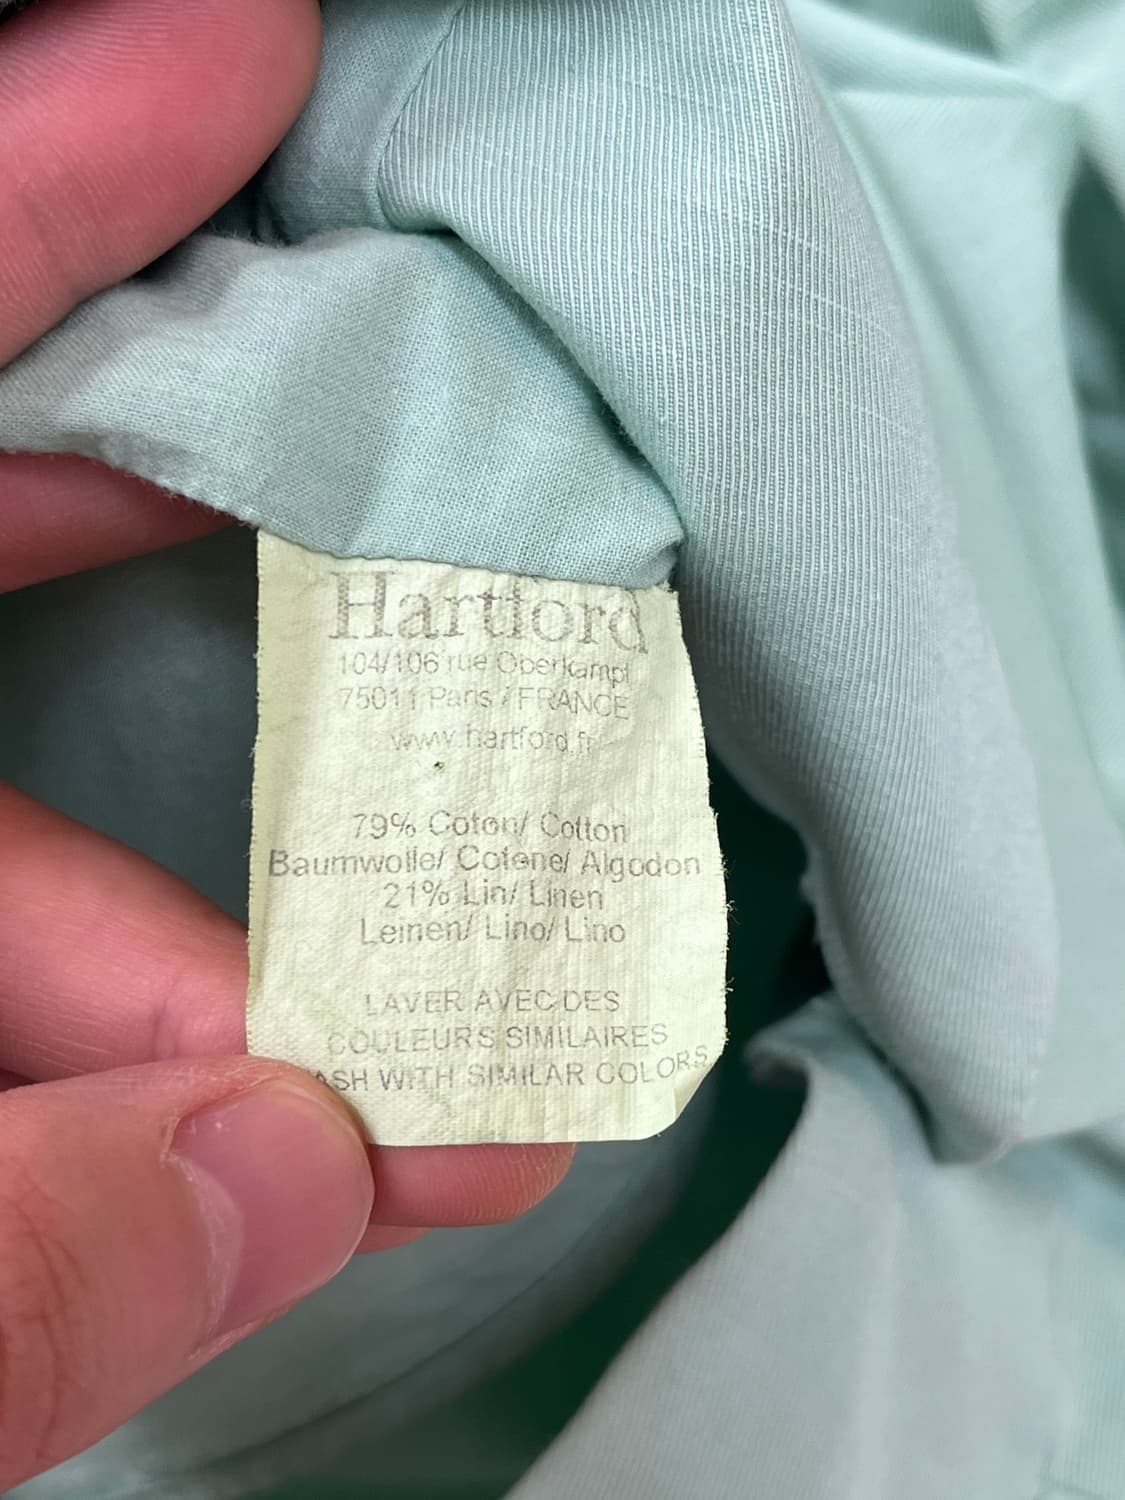 Hartford
104/106 rue Oberkampf
75011 Paris / FRANCE
www.hartford.fr
79% Coton/ Cotton
Baumwolle/ Cotone/ Algodon
21% Lin/ Linen
Leinen/ Lino/ Lino
LAVER AVEC DES
COULEURS SIMILAIRES
ASH WITH SIMILAR COLORS